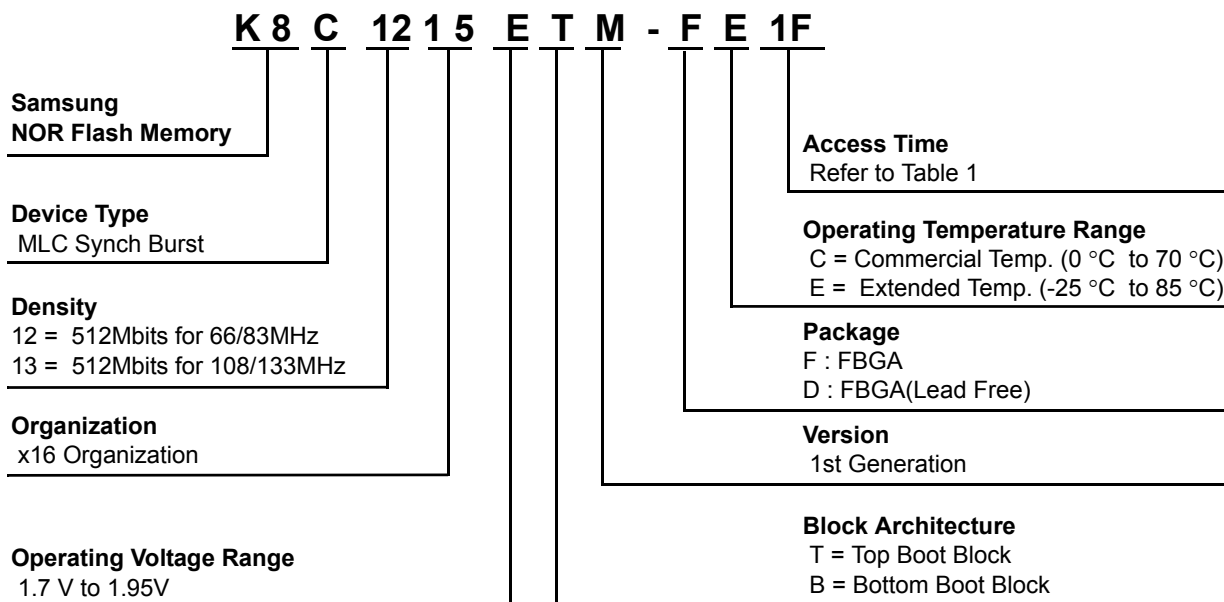 K 8 C 12 1 5 E T M - F E 1F
Samsung
NOR Flash Memory
Device Type
MLC Synch Burst
Density
12 = 512Mbits for 66/83MHz
13 = 512Mbits for 108/133MHz
Organization
x16 Organization
Operating Voltage Range
1.7 V to 1.95V
Access Time
Refer to Table 1
Operating Temperature Range
C = Commercial Temp. (0 °C to 70 °C)
E = Extended Temp. (-25 °C to 85 °C)
Package
F : FBGA
D : FBGA(Lead Free)
Version
1st Generation
Block Architecture
T = Top Boot Block
B = Bottom Boot Block